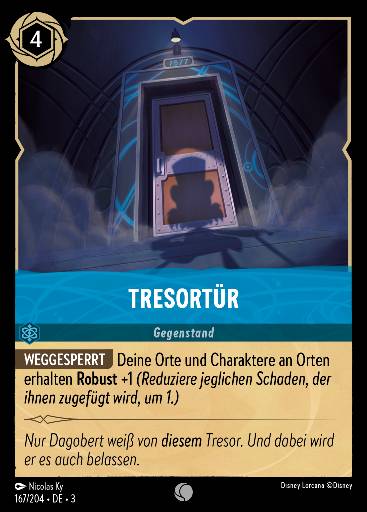 4
TRESORTÜR
Gegenstand
WEGGESPERRT Deine Orte und Charaktere an Orten
erhalten Robust +1 (Reduziere jeglichen Schaden, der
ihnen zugefügt wird, um 1.)
Nur Dagobert weiß von diesem Tresor. Und dabei wird
er es auch belassen.
Nicolas Ky
Disney Lorcana ©Disney
167/204 • DE • 3